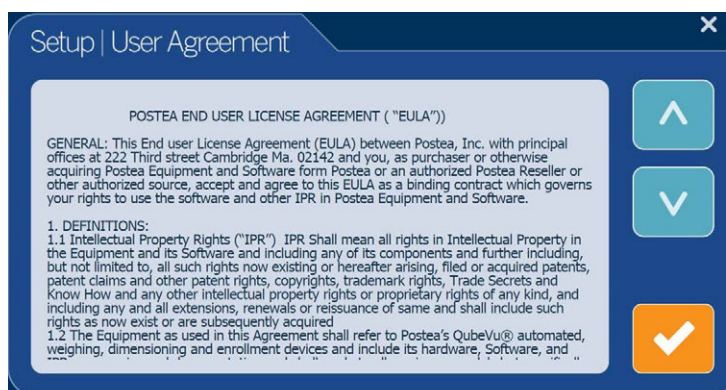 Setup | User Agreement
POSTEA END USER LICENSE AGREEMENT ( “EULA”))
GENERAL: This End user License Agreement (EULA) between Postea, Inc. with principal
offices at 222 Third street Cambridge Ma. 02142 and you, as purchaser or otherwise
acquiring Postea Equipment and Software form Postea or an authorized Postea Reseller or
other authorized source, accept and agree to this EULA as a binding contract which governs
your rights to use the software and other IPR in Postea Equipment and Software.
1. DEFINITIONS:
1.1 Intellectual Property Rights (“IPR”)  IPR Shall mean all rights in Intellectual Property in
the Equipment and its Software and including any of its components and further including,
but not limited to, all such rights now existing or hereafter arising, filed or acquired patents,
patent claims and other patent rights, copyrights, trademark rights, Trade Secrets and
Know How and any other intellectual property rights or proprietary rights of any kind, and
including any and all extensions, renewals or reissuance of same and shall include such
rights as now exist or are subsequently acquired
1.2 The Equipment as used in this Agreement shall refer to Postea’s QubeVu® automated,
weighing, dimensioning and enrollment devices and include its hardware, Software, and